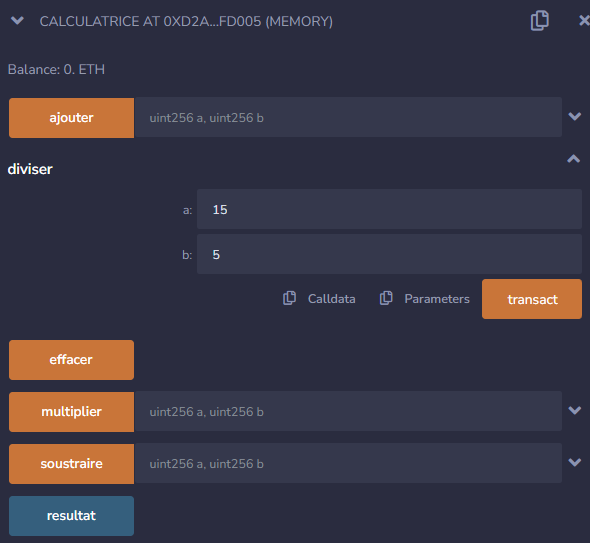 CALCULATRICE AT 0XD2A...FD005 (MEMORY)
Balance: 0. ETH
ajouter uint256 a, uint256 b
diviser
a: 15
b: 5
Calldata Parameters transact
effacer
multiplier uint256 a, uint256 b
soustraire uint256 a, uint256 b
resultat